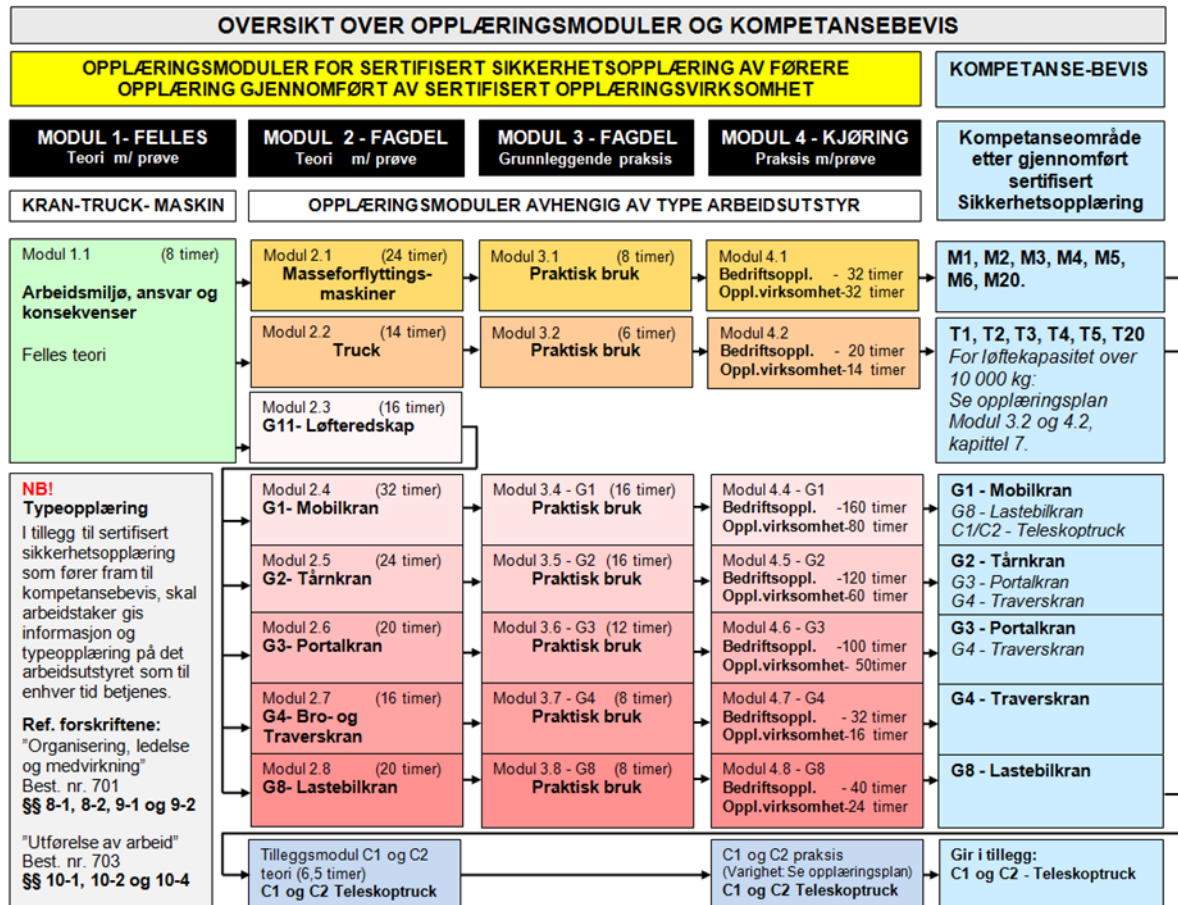 OVERSIKT OVER OPPLÆRINGSMODULER OG KOMPETANSEBEVIS
OPPLÆRINGSMODULER FOR SERTIFISERT SIKKERHETSOPPLÆRING AV FØRERE
OPPLÆRING GJENNOMFØRT AV SERTIFISERT OPPLÆRINGSVIRKSOMHET
KOMPETANSE-BEVIS
MODUL 1- FELLES
Teori m/ prøve
MODUL 2 - FAGDEL
Teori m/ prøve
MODUL 3 - FAGDEL
Grunnleggende praksis
MODUL 4 - KJØRING
Praksis m/prøve
Kompetanseområde
etter gjennomført
sertifisert
Sikkerhetsopplæring
KRAN-TRUCK- MASKIN
OPPLÆRINGSMODULER AVHENGIG AV TYPE ARBEIDSUTSTYR
Modul 1.1 (8 timer)
Arbeidsmiljø, ansvar og
konsekvenser
Felles teori
Modul 2.1 (24 timer)
Masseforflyttings-
maskiner
Modul 3.1 (8 timer)
Praktisk bruk
Modul 4.1
Bedriftsoppl. - 32 timer
Oppl.virksomhet-32 timer
M1, M2, M3, M4, M5,
M6, M20.
Modul 2.2 (14 timer)
Truck
Modul 3.2 (6 timer)
Praktisk bruk
Modul 4.2
Bedriftsoppl. - 20 timer
Oppl.virksomhet-14 timer
T1, T2, T3, T4, T5, T20
For løftekapasitet over
10 000 kg:
Se opplæringsplan
Modul 3.2 og 4.2,
kapittel 7.
Modul 2.3 (16 timer)
G11- Løfteredskap
NB!
Typeopplæring
I tillegg til sertifisert
sikkerhetsopplæring
som fører fram til
kompetansebevis, skal
arbeidstaker gis
informasjon og
typeopplæring på det
arbeidsutstyret som til
enhver tid betjenes.
Ref. forskriftene:
"Organisering, ledelse
og medvirkning"
Best. nr. 701
§§ 8-1, 8-2, 9-1 og 9-2
"Utførelse av arbeid"
Best. nr. 703
§§ 10-1, 10-2 og 10-4
Modul 2.4 (32 timer)
G1- Mobilkran
Modul 3.4 - G1 (16 timer)
Praktisk bruk
Modul 4.4 - G1
Bedriftsoppl. -160 timer
Oppl.virksomhet-80 timer
G1 - Mobilkran
G8 - Lastebilkran
C1/C2 - Teleskoptruck
Modul 2.5 (24 timer)
G2- Tårnkran
Modul 3.5 - G2 (16 timer)
Praktisk bruk
Modul 4.5 - G2
Bedriftsoppl. -120 timer
Oppl.virksomhet-60 timer
G2 - Tårnkran
G3 - Portalkran
G4 - Traverskran
Modul 2.6 (20 timer)
G3- Portalkran
Modul 3.6 - G3 (12 timer)
Praktisk bruk
Modul 4.6 - G3
Bedriftsoppl. -100 timer
Oppl.virksomhet- 50timer
G3 - Portalkran
G4 - Traverskran
Modul 2.7 (16 timer)
G4- Bro- og
Traverskran
Modul 3.7 - G4 (8 timer)
Praktisk bruk
Modul 4.7 - G4
Bedriftsoppl. - 32 timer
Oppl.virksomhet-16 timer
G4 - Traverskran
Modul 2.8 (20 timer)
G8- Lastebilkran
Modul 3.8 - G8 (8 timer)
Praktisk bruk
Modul 4.8 - G8
Bedriftsoppl. - 40 timer
Oppl.virksomhet-24 timer
G8 - Lastebilkran
Tilleggsmodul C1 og C2
teori (6,5 timer)
C1 og C2 Teleskoptruck
C1 og C2 praksis
(Varighet: Se opplæringsplan)
C1 og C2 Teleskoptruck
Gir i tillegg:
C1 og C2 - Teleskoptruck